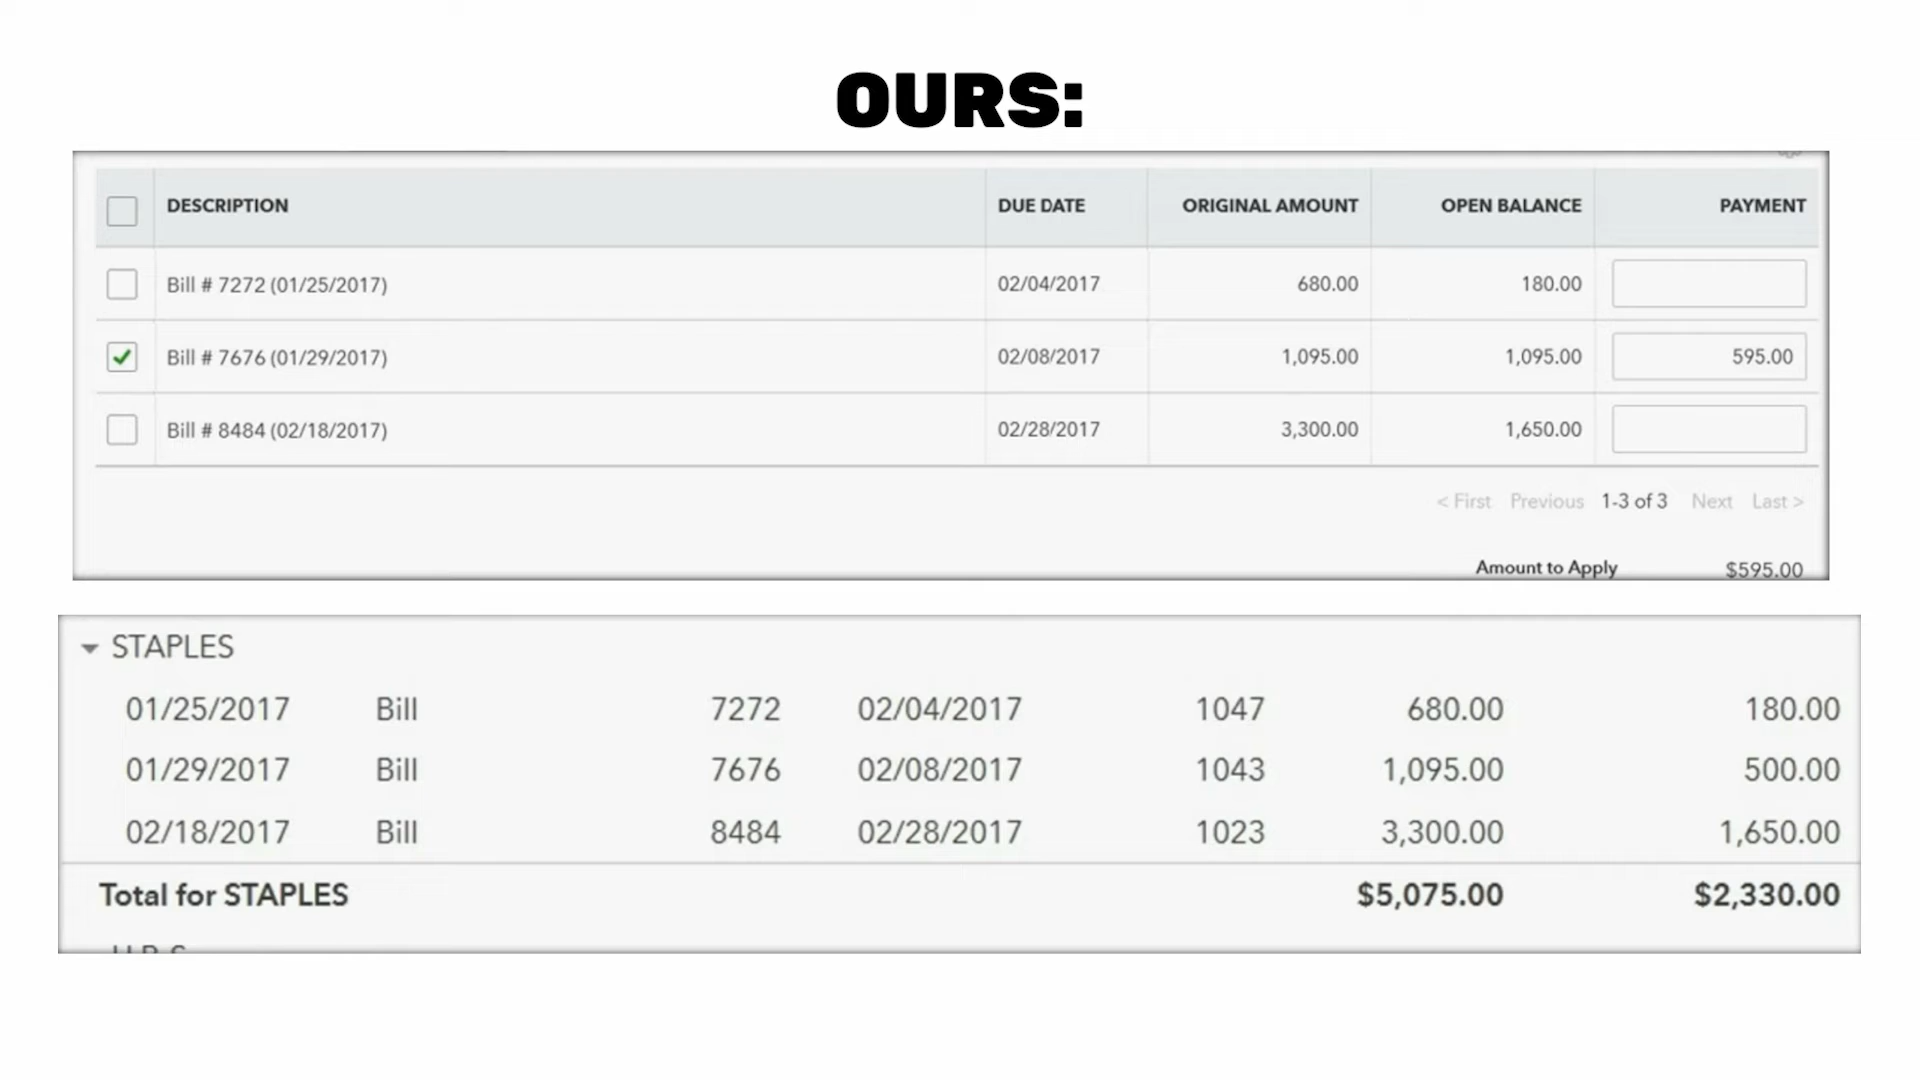 OURS:
DESCRIPTION DUE DATE ORIGINAL AMOUNT OPEN BALANCE PAYMENT
Bill # 7272 (01/25/2017) 02/04/2017 680.00 180.00
Bill # 7676 (01/29/2017) 02/08/2017 1,095.00 1,095.00 595.00
Bill # 8484 (02/18/2017) 02/28/2017 3,300.00 1,650.00
< First Previous 1-3 of 3 Next Last >
Amount to Apply $595.00
STAPLES
01/25/2017 Bill 7272 02/04/2017 1047 680.00 180.00
01/29/2017 Bill 7676 02/08/2017 1043 1,095.00 500.00
02/18/2017 Bill 8484 02/28/2017 1023 3,300.00 1,650.00
Total for STAPLES $5,075.00 $2,330.00